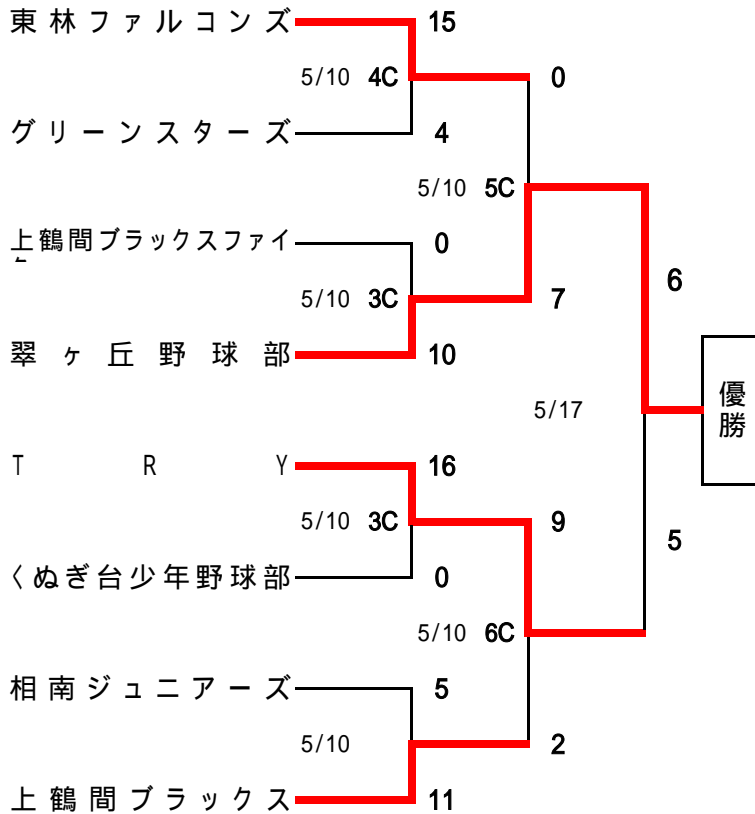 東林ファルコンズ 15
5/10 4C 0
グリーンスターズ 4
5/10 5C
上鶴間ブラックスファイ 0
6
5/10 3C 7
翠ヶ丘野球部 10
優勝
5/17
TRY 16
5/10 3C 9
5
くぬぎ台少年野球部 0
5/10 6C
相南ジュニアーズ 5
5/10 2
上鶴間ブラックス 11